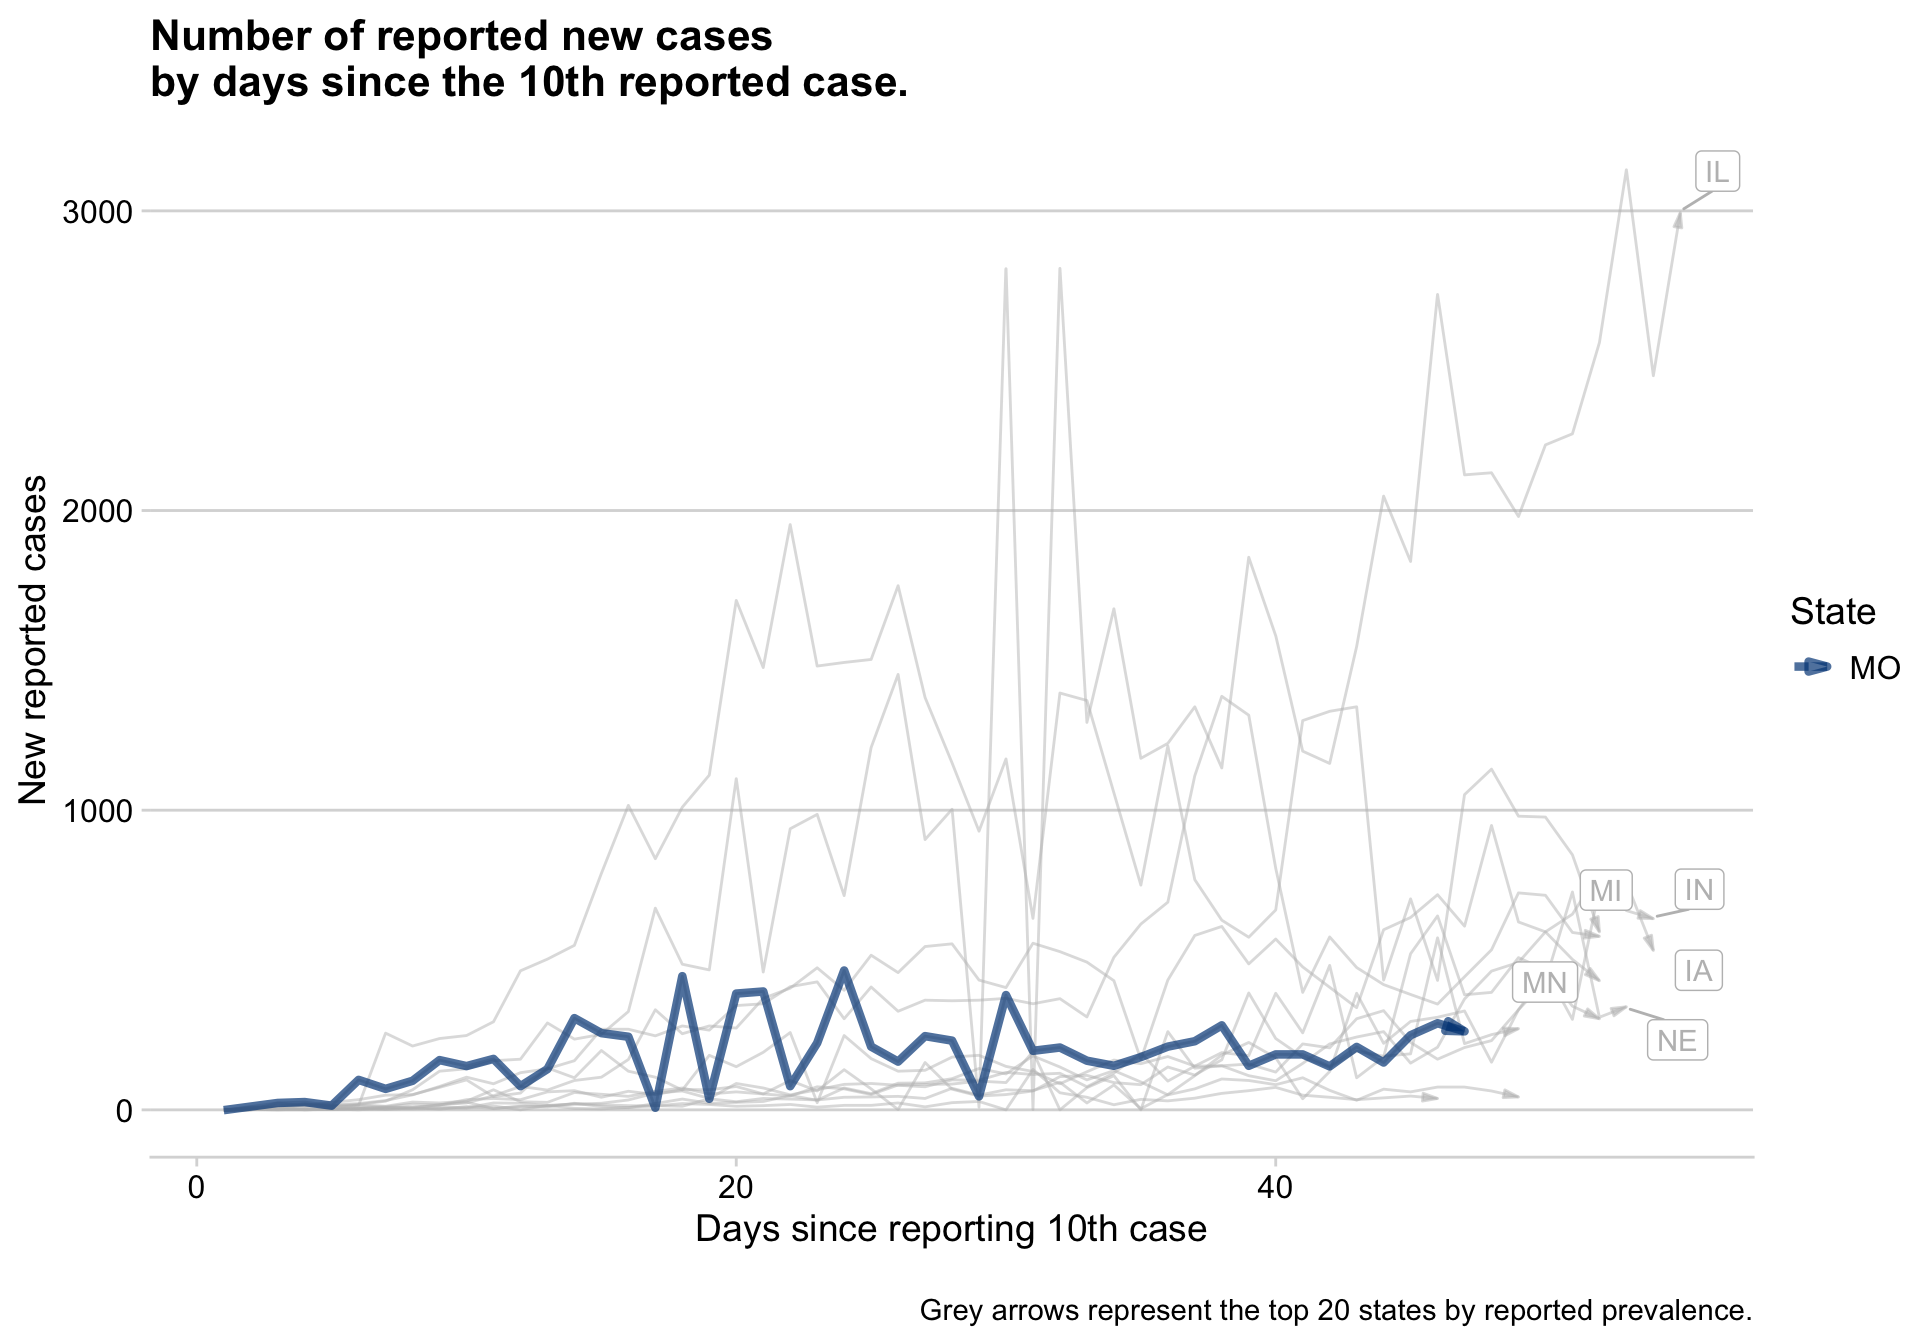 Number of reported new cases
by days since the 10th reported case.
IL
3000
2000
1000
0
New reported cases
MI
IN
IA
MN
NE
State
MO
0
20
40
Days since reporting 10th case
Grey arrows represent the top 20 states by reported prevalence.